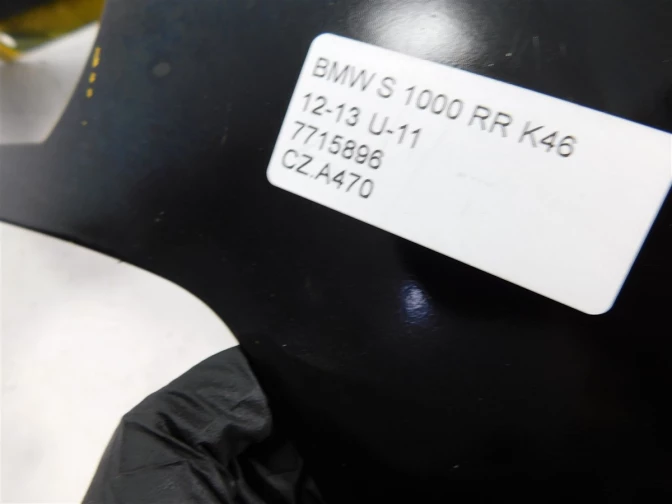 BMW S 1000 RR K46
12-13 U-11
7715896
CZ.A470